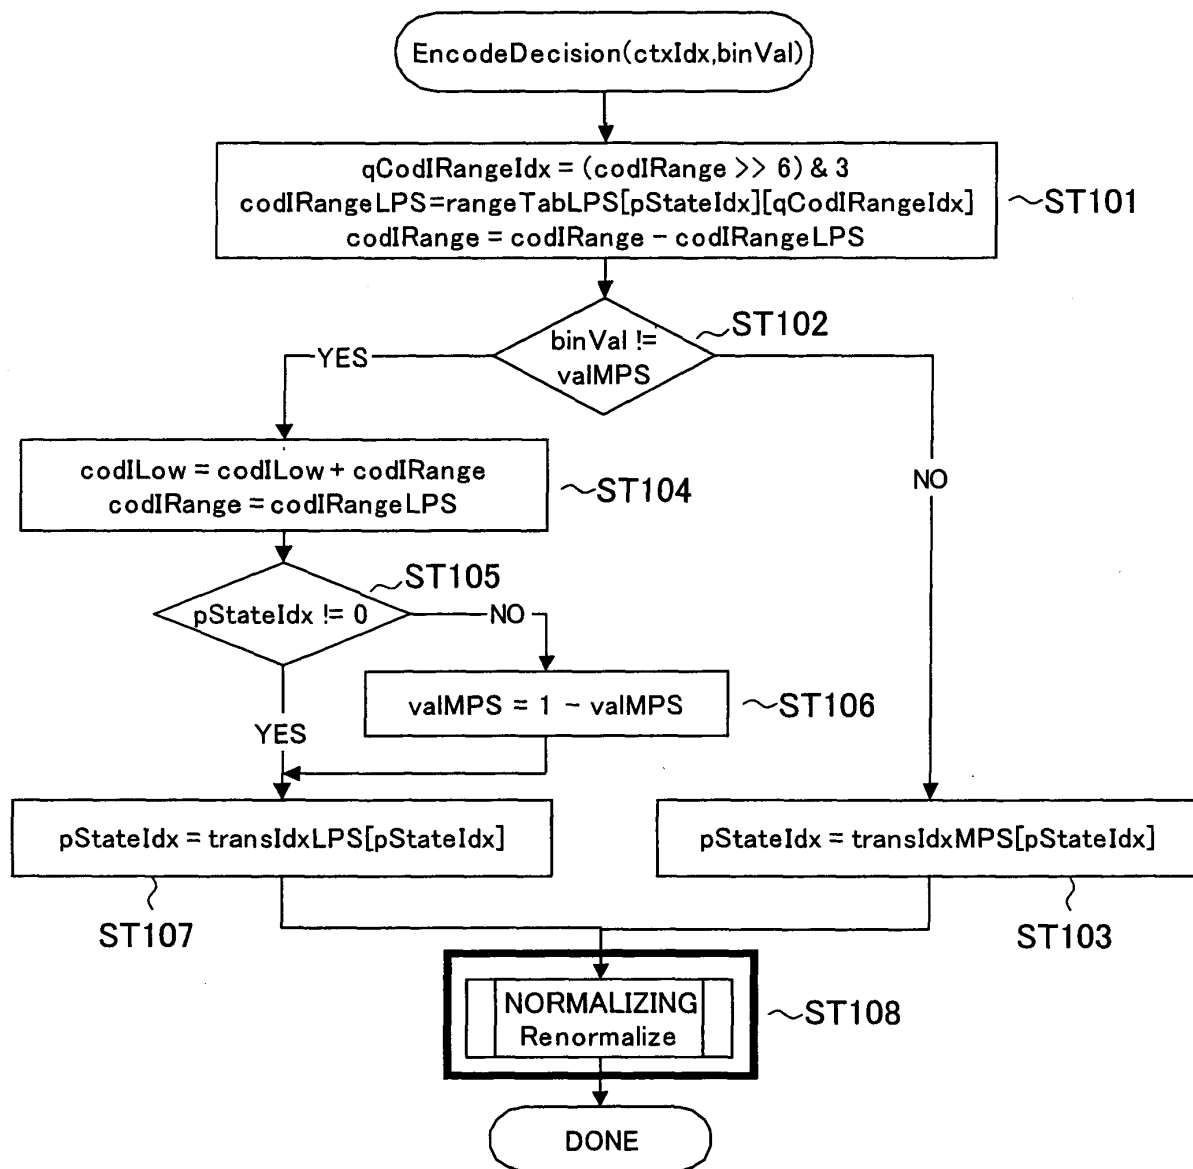 EncodeDecision(ctxIdx,binVal)
qCodIRangeIdx = (codIRange >> 6) & 3
codIRangeLPS=rangeTabLPS[pStateIdx][qCodIRangeIdx]
codIRange = codIRange - codIRangeLPS
ST101
binVal !=
valMPS
ST102
YES
NO
codILow = codILow + codIRange
codIRange = codIRangeLPS
ST104
pStateIdx != 0
ST105
NO
valMPS = 1 - valMPS
ST106
YES
pStateIdx = transIdxLPS[pStateIdx]
pStateIdx = transIdxMPS[pStateIdx]
ST107
ST103
NORMALIZING
Renormalize
ST108
DONE